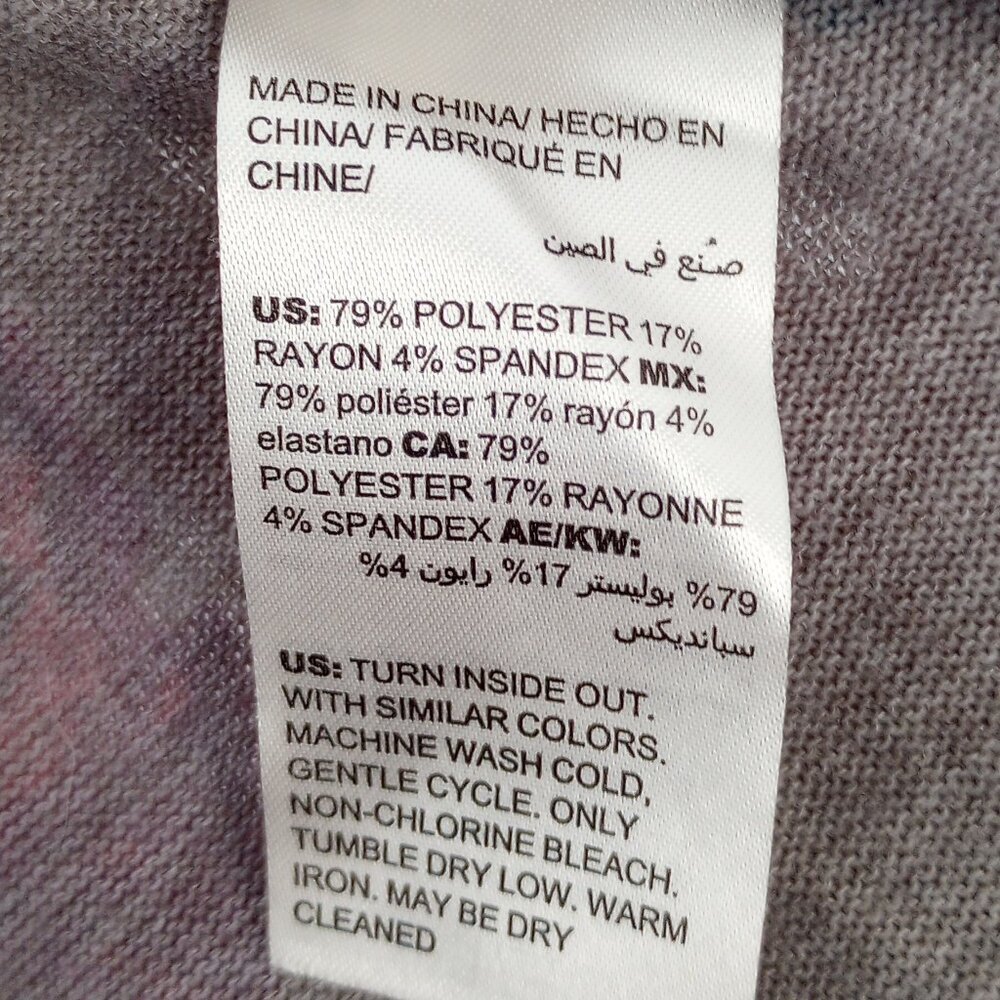 MADE IN CHINA/ HECHO EN
CHINA/ FABRIQUÉ EN
CHINE/
صُنع في الصين
US: 79% POLYESTER 17%
RAYON 4% SPANDEX MX:
79% poliéster 17% rayón 4%
elastano CA: 79%
POLYESTER 17% RAYONNE
4% SPANDEX AE/KW:
79% بوليستر 17% رايون 4%
سبانديكس
US: TURN INSIDE OUT.
WITH SIMILAR COLORS.
MACHINE WASH COLD,
GENTLE CYCLE. ONLY
NON-CHLORINE BLEACH.
TUMBLE DRY LOW. WARM
IRON. MAY BE DRY
CLEANED